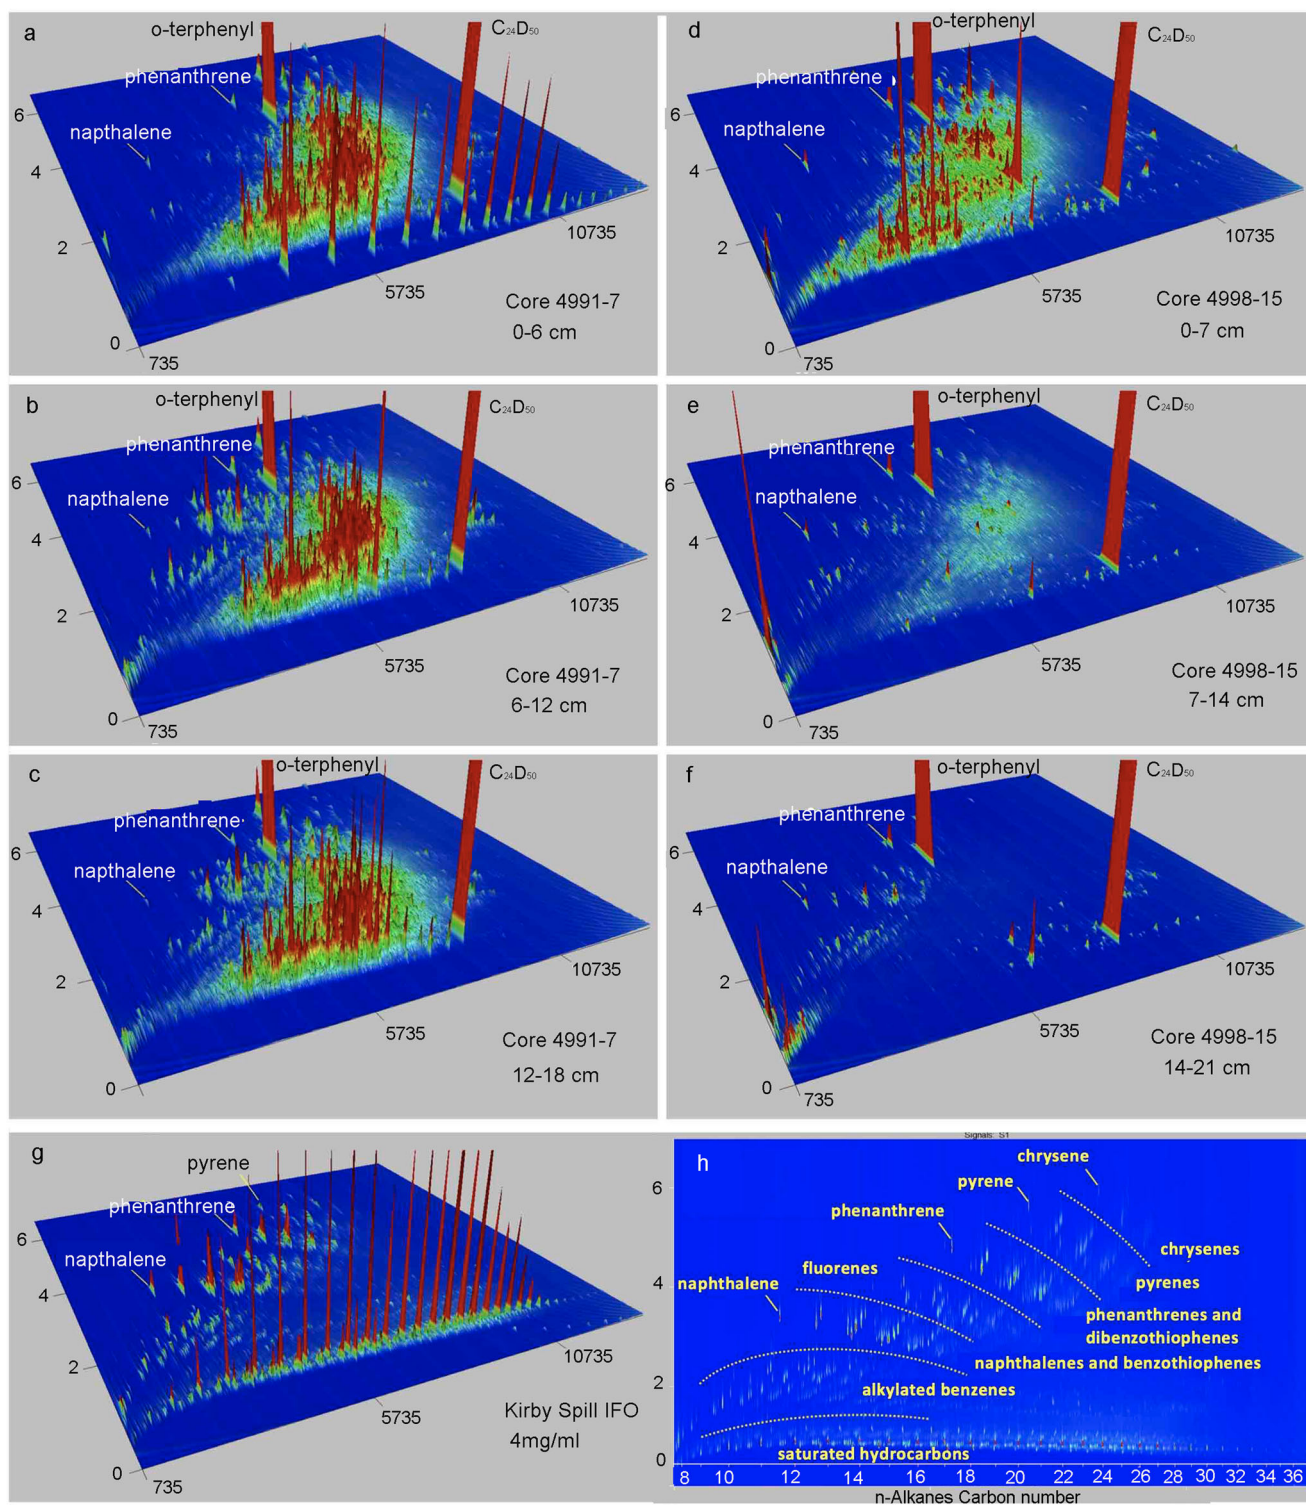 a
o-terphenyl
C24D50
phenanthrene
napthalene
6
4
2
0
735
5735
10735
Core 4991-7
0-6 cm
d
o-terphenyl
C24D50
phenanthrene
napthalene
6
4
2
0
735
5735
10735
Core 4998-15
0-7 cm
b
o-terphenyl
C24D50
phenanthrene
napthalene
6
4
2
0
735
5735
10735
Core 4991-7
6-12 cm
e
o-terphenyl
C24D50
phenanthrene
napthalene
6
4
2
0
735
5735
10735
Core 4998-15
7-14 cm
c
o-terphenyl
C24D50
phenanthrene
napthalene
6
4
2
0
5735
10735
Core 4991-7
12-18 cm
f
o-terphenyl
C24D50
phenanthrene
napthalene
6
4
2
0
735
5735
10735
Core 4998-15
14-21 cm
g
pyrene
phenanthrene
napthalene
6
4
2
0
735
5735
10735
Kirby Spill IFO
4mg/ml
Signals: S1
h
chrysene
pyrene
phenanthrene
fluorenes
naphthalene
chrysenes
pyrenes
phenanthrenes and
dibenzothiophenes
naphthalenes and benzothiophenes
alkylated benzenes
saturated hydrocarbons
6
4
2
0
8 10 12 14 16 18 20 22 24 26 28 30 32 34 36
n-Alkanes Carbon number